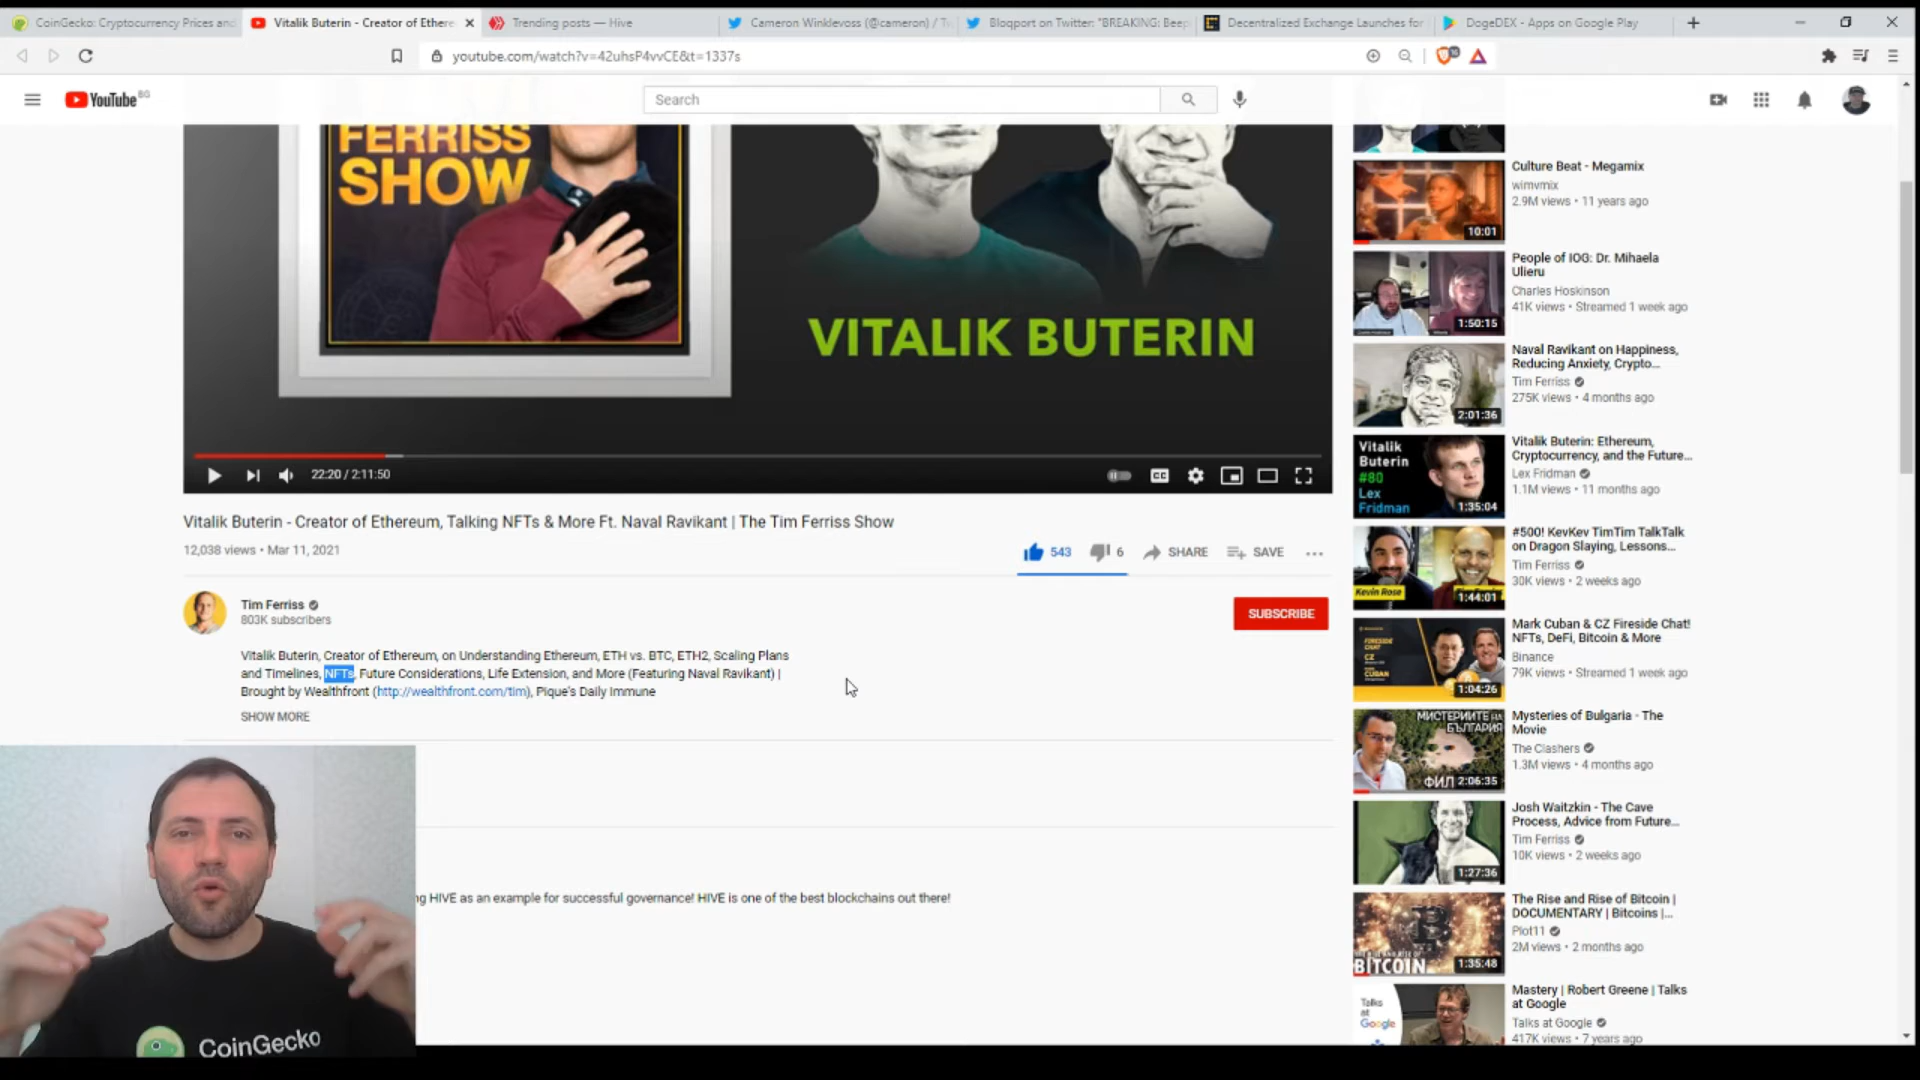 CoinGecko: Cryptocurrency Prices and
Vitalik Buterin - Creator of Ethere
Trending posts — Hive
Cameron Winklevoss (@cameron) / T
Bloqport on Twitter: "BREAKING: Beep
Decentralized Exchange Launches for
DogeDEX - Apps on Google Play
youtube.com/watch?v=42uhsP4vvCE&t=1337s
YouTube BG
Search
FERRISS
SHOW
VITALIK BUTERIN
22:20 / 2:11:50
CC
Vitalik Buterin - Creator of Ethereum, Talking NFTs & More Ft. Naval Ravikant | The Tim Ferriss Show
12,038 views • Mar 11, 2021
543
6
SHARE
SAVE
Tim Ferriss
803K subscribers
SUBSCRIBE
Vitalik Buterin, Creator of Ethereum, on Understanding Ethereum, ETH vs. BTC, ETH2, Scaling Plans
and Timelines, NFTs, Future Considerations, Life Extension, and More (Featuring Naval Ravikant) |
Brought by Wealthfront (http://wealthfront.com/tim), Pique's Daily Immune
SHOW MORE
ng HIVE as an example for successful governance! HIVE is one of the best blockchains out there!
CoinGecko
Culture Beat - Megamix
wimvmix
2.9M views • 11 years ago
10:01
People of IOG: Dr. Mihaela
Ulieru
Charles Hoskinson
41K views • Streamed 1 week ago
1:50:15
Naval Ravikant on Happiness,
Reducing Anxiety, Crypto...
Tim Ferriss
275K views • 4 months ago
2:01:36
Vitalik
Buterin
#80
Lex
Fridman
1:35:04
Vitalik Buterin: Ethereum,
Cryptocurrency, and the Future...
Lex Fridman
1.1M views • 11 months ago
Kevin Rose
1:44:01
#500! KevKev TimTim TalkTalk
on Dragon Slaying, Lessons...
Tim Ferriss
30K views • 2 weeks ago
FIRESIDE
CHAT
CZ
CUBAN
1:04:26
Mark Cuban & CZ Fireside Chat!
NFTs, DeFi, Bitcoin & More
Binance
79K views • Streamed 1 week ago
МИСТЕРИИТЕ НА
БЪЛГАРИЯ
ФИЛ
2:06:35
Mysteries of Bulgaria - The
Movie
The Clashers
1.3M views • 4 months ago
1:27:36
Josh Waitzkin - The Cave
Process, Advice from Future...
Tim Ferriss
10K views • 2 weeks ago
BITCOIN
1:35:48
The Rise and Rise of Bitcoin |
DOCUMENTARY | Bitcoins |...
Plot11
2M views • 2 months ago
Talks
at
Google
Mastery | Robert Greene | Talks
at Google
Talks at Google
417K views • 7 years ago